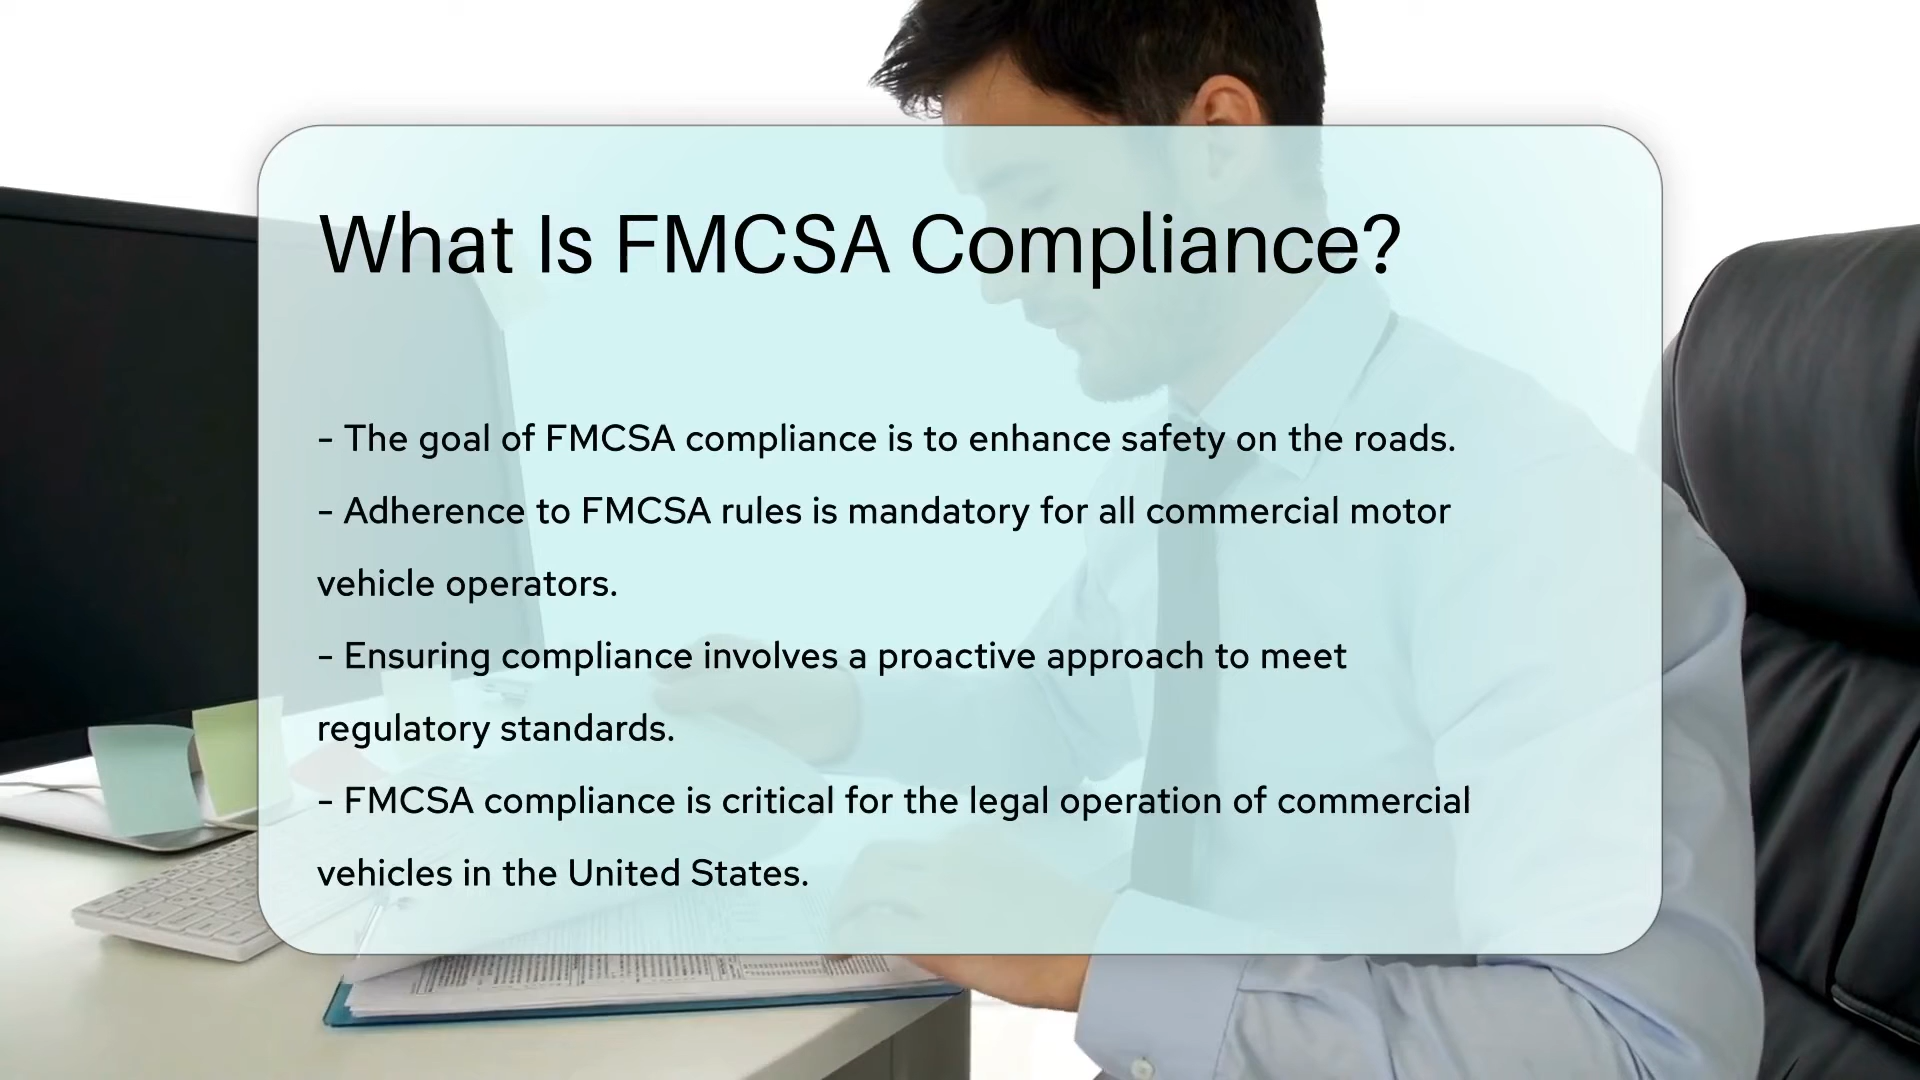 What Is FMCSA Compliance?
- The goal of FMCSA compliance is to enhance safety on the roads.
- Adherence to FMCSA rules is mandatory for all commercial motor
vehicle operators.
- Ensuring compliance involves a proactive approach to meet
regulatory standards.
- FMCSA compliance is critical for the legal operation of commercial
vehicles in the United States.